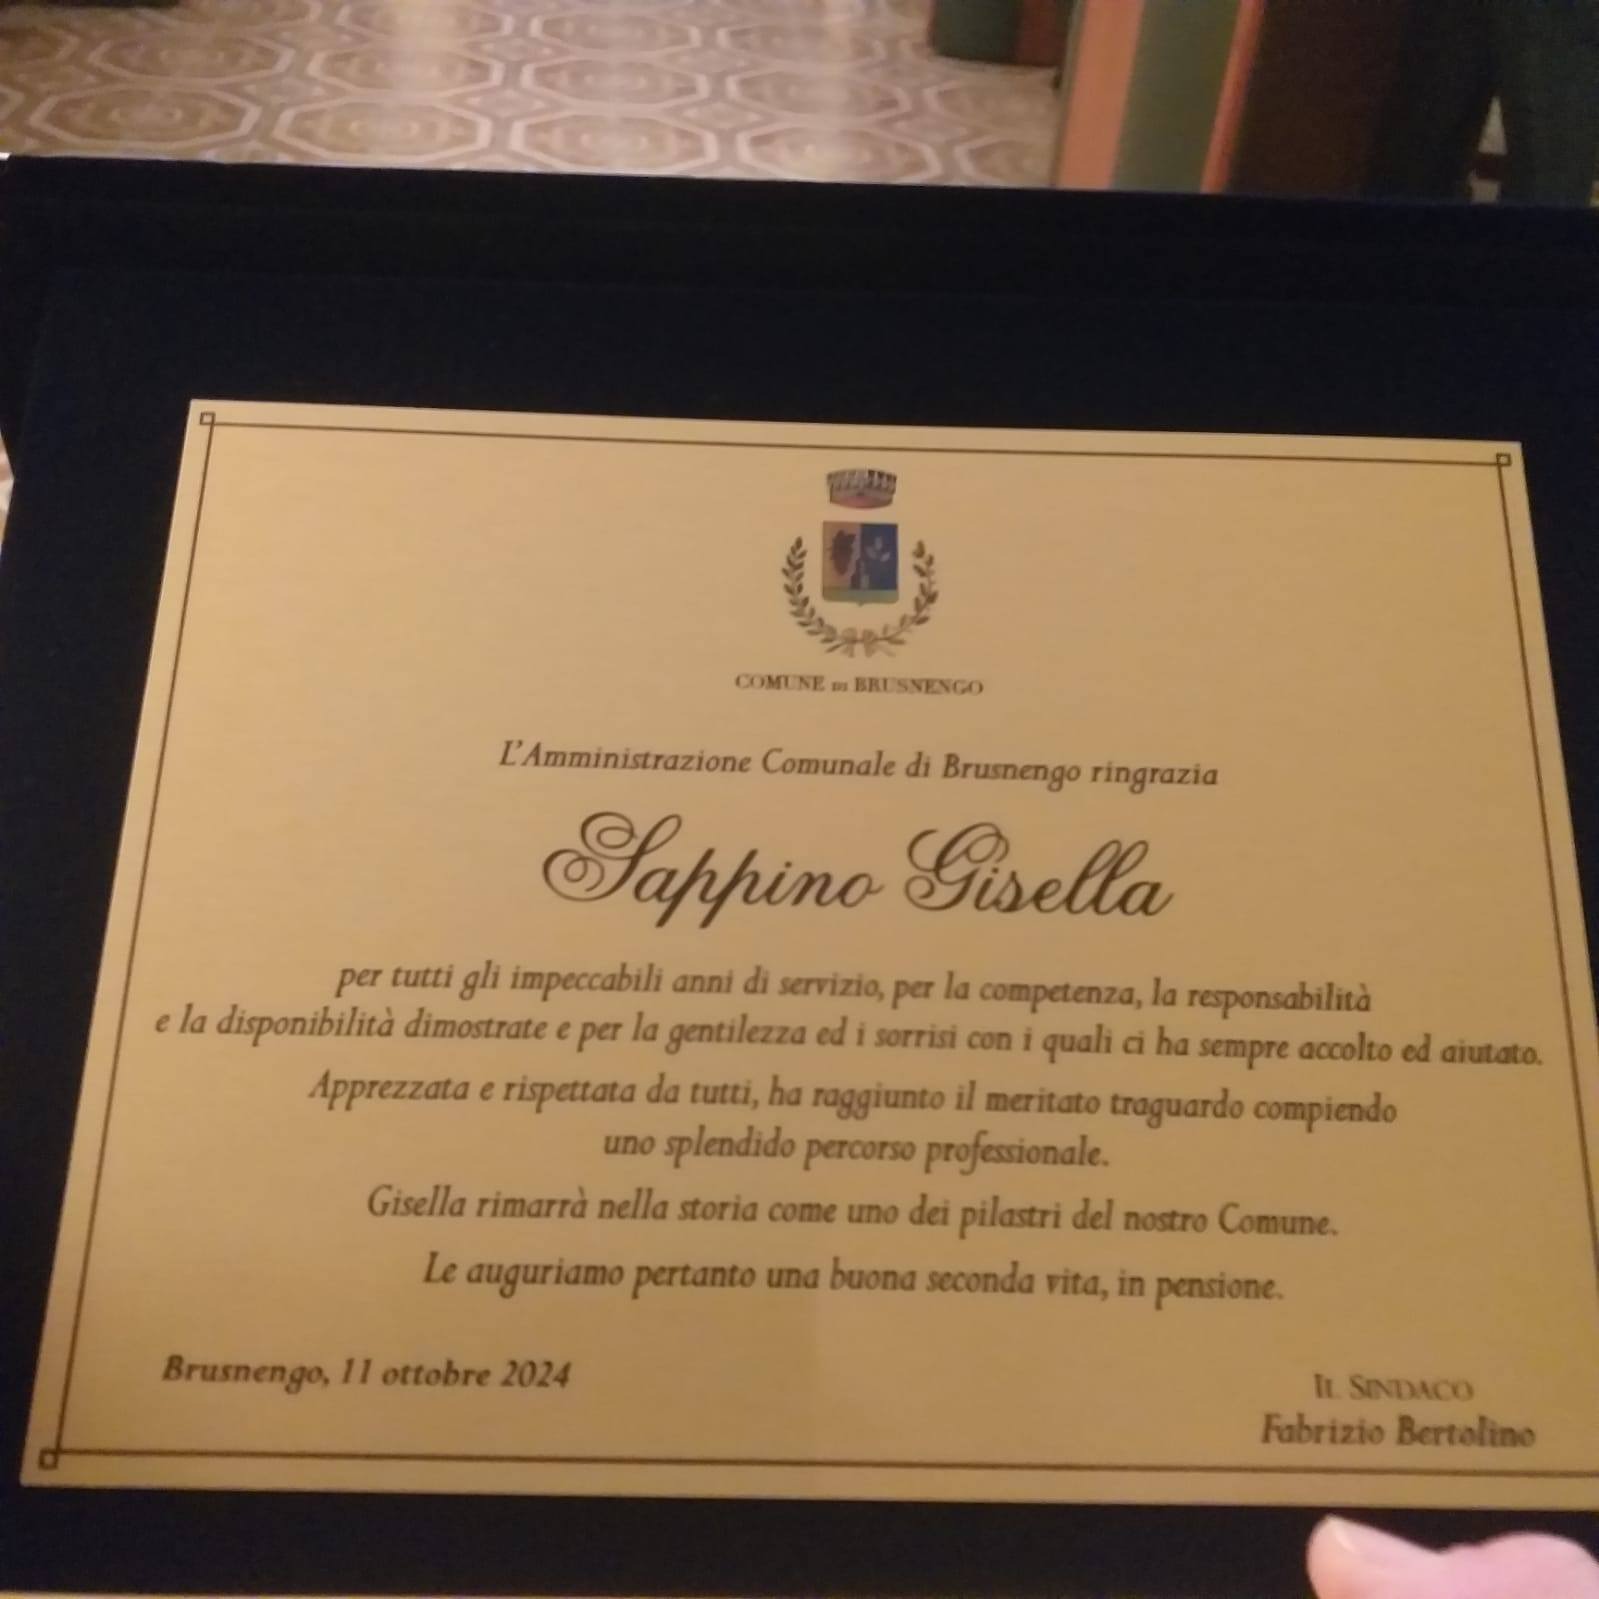 COMUNE DI BRUSNENGO
L'Amministrazione Comunale di Brusnengo ringrazia
Sappino Gisella
per tutti gli impeccabili anni di servizio, per la competenza, la responsabilità
e la disponibilità dimostrate e per la gentilezza ed i sorrisi con i quali ci ha sempre accolto ed aiutato.
Apprezzata e rispettata da tutti, ha raggiunto il meritato traguardo compiendo
uno splendido percorso professionale.
Gisella rimarrà nella storia come uno dei pilastri del nostro Comune.
Le auguriamo pertanto una buona seconda vita, in pensione.
Brusnengo, 11 ottobre 2024
IL SINDACO
Fabrizio Bertolino